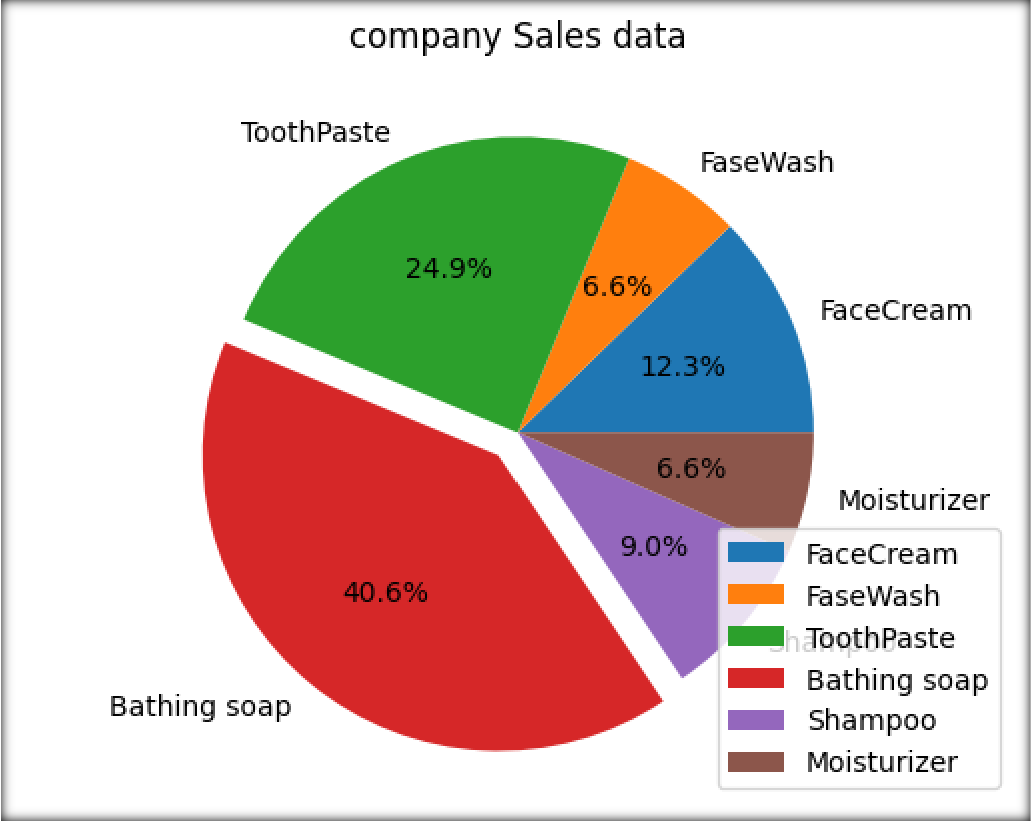 company Sales data
ToothPaste
FaseWash
24.9%
6.6%
FaceCream
12.3%
6.6%
Moisturizer
9.0%
40.6%
Shampoo
Bathing soap
FaceCream
FaseWash
ToothPaste
Bathing soap
Shampoo
Moisturizer